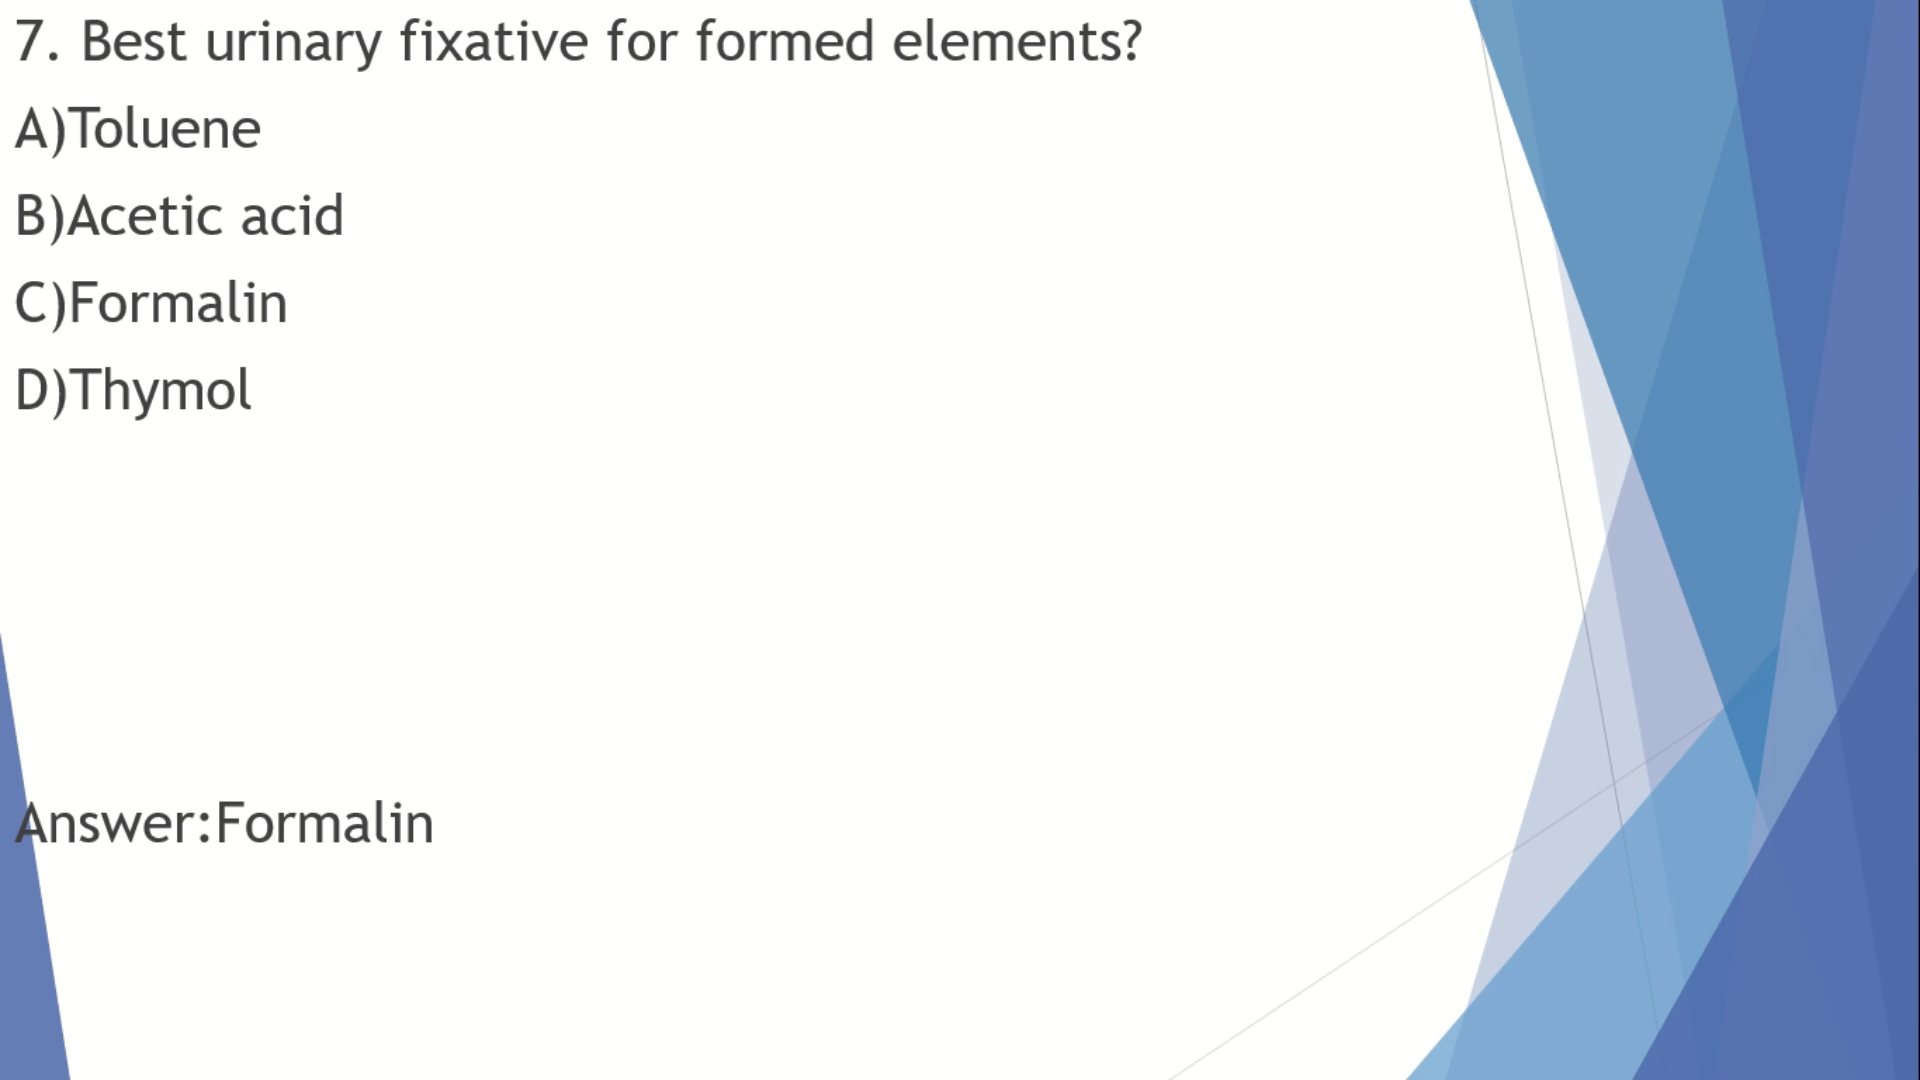 7. Best urinary fixative for formed elements?
A)Toluene
B)Acetic acid
C)Formalin
D)Thymol
Answer:Formalin